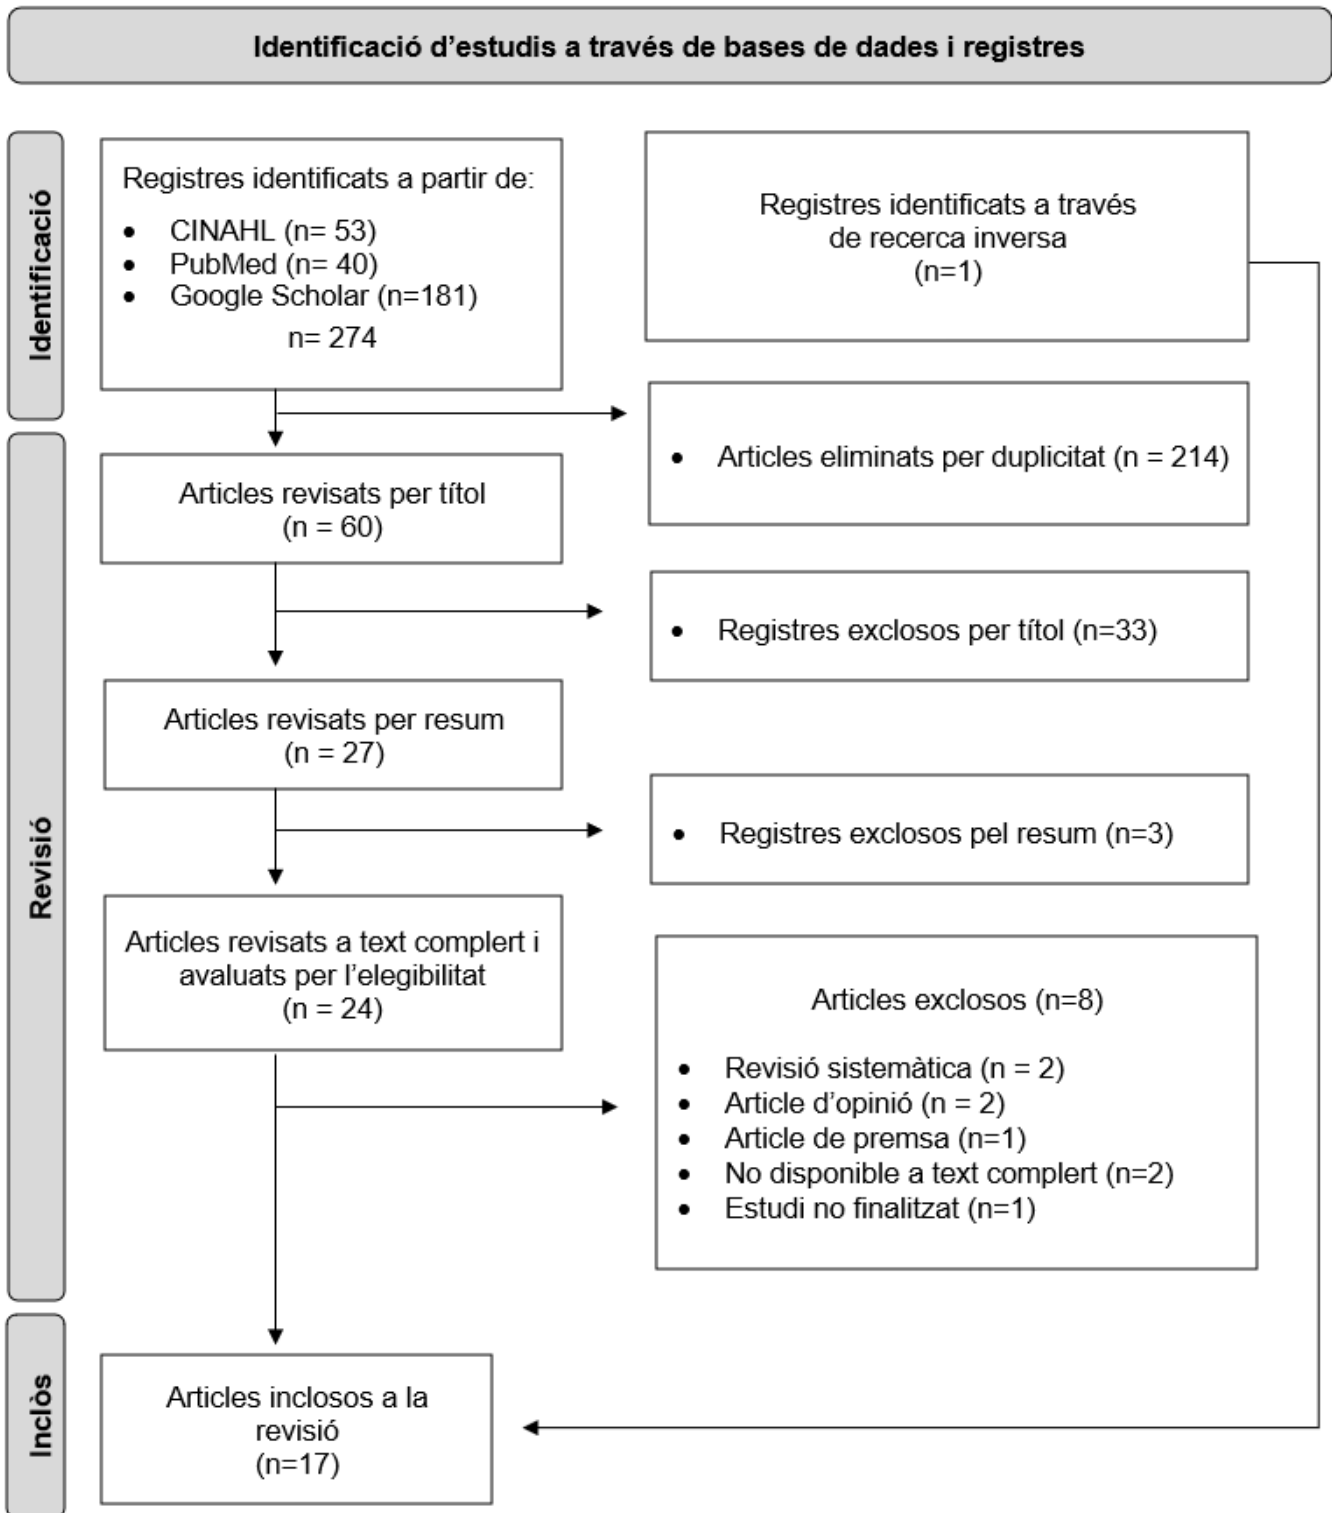 Identificació d’estudis a través de bases de dades i registres
Identificació
Registres identificats a partir de:
• CINAHL (n= 53)
• PubMed (n= 40)
• Google Scholar (n=181)
n= 274
Registres identificats a través
de recerca inversa
(n=1)
• Articles eliminats per duplicitat (n = 214)
Revisió
Articles revisats per títol
(n = 60)
• Registres exclosos per títol (n=33)
Articles revisats per resum
(n = 27)
• Registres exclosos pel resum (n=3)
Articles revisats a text complert i
avaluats per l’elegibilitat
(n = 24)
Articles exclosos (n=8)
• Revisió sistemàtica (n = 2)
• Article d’opinió (n = 2)
• Article de premsa (n=1)
• No disponible a text complert (n=2)
• Estudi no finalitzat (n=1)
Inclòs
Articles inclosos a la
revisió
(n=17)